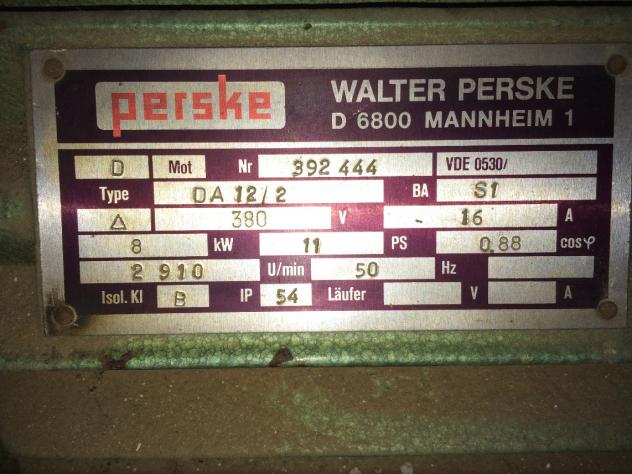 perske WALTER PERSKE
D 6800 MANNHEIM 1
D Mot Nr 392 444 VDE 0530/
Type DA 12/2 BA S1
△ 380 V 16 A
8 kW 11 PS 0,88 cosφ
2 910 U/min 50 Hz
Isol. Kl B IP 54 Läufer V A